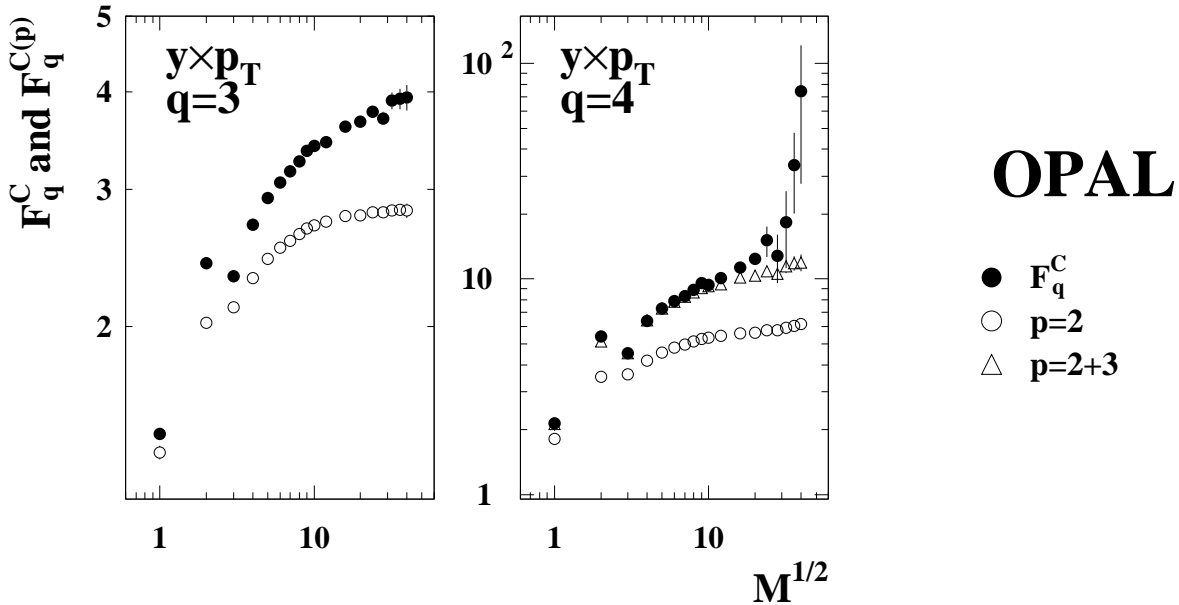 F_q^C and F_q^C(p)
5
4
3
2
y×p_T
q=3
1
10
10^2
10
1
y×p_T
q=4
1
10
M^1/2
OPAL
F_q^C
p=2
p=2+3